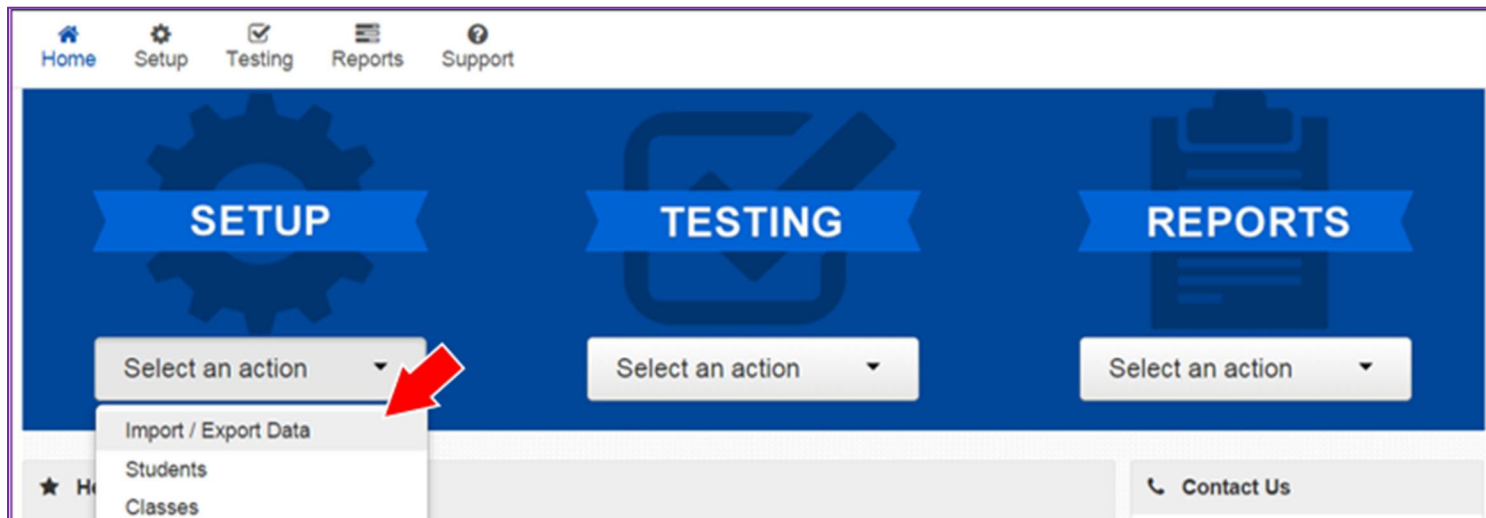 Home Setup Testing Reports Support
SETUP TESTING REPORTS
Select an action Select an action Select an action
Import / Export Data
Students
Classes
Contact Us